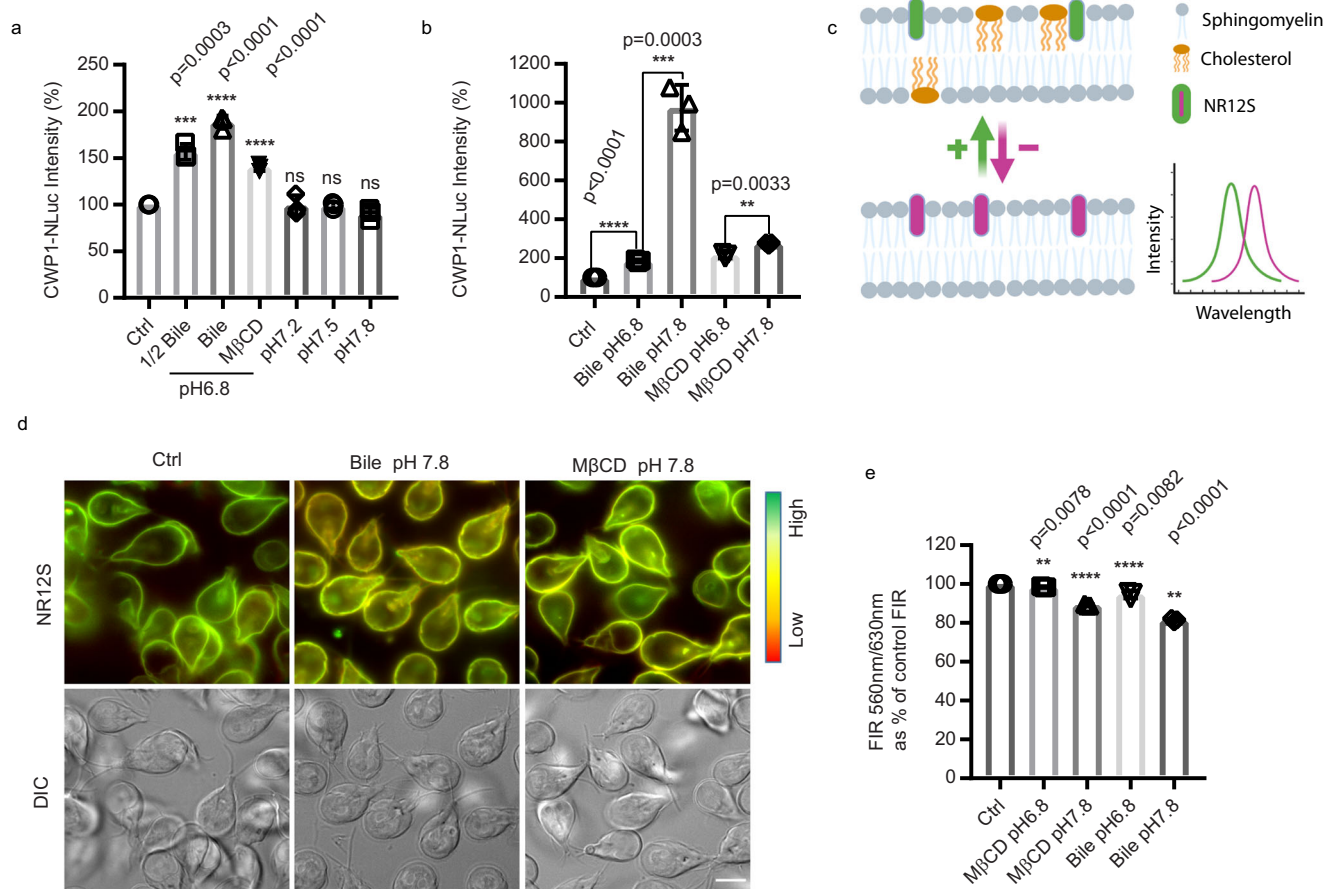 a
p=0.0003
p<0.0001
p<0.0001
CWP1-NLuc Intensity (%)
250
200
150
100
50
0
***
****
****
ns
ns
ns
Ctrl
1/2 Bile
Bile
MβCD
pH7.2
pH7.5
pH7.8
pH6.8
b
p=0.0003
***
p<0.0001
****
p=0.0033
**
CWP1-NLuc Intensity (%)
1200
1000
800
600
400
200
0
Ctrl
Bile pH6.8
Bile pH7.8
MβCD pH6.8
MβCD pH7.8
c
Sphingomyelin
Cholesterol
NR12S
+
−
Intensity
Wavelength
d
Ctrl
Bile pH 7.8
MβCD pH 7.8
NR12S
DIC
High
Low
e
p=0.0078
p<0.0001
p=0.0082
p<0.0001
**
****
****
**
FIR 560nm/630nm
as % of control FIR
120
100
80
60
40
20
0
Ctrl
MβCD pH6.8
MβCD pH7.8
Bile pH6.8
Bile pH7.8